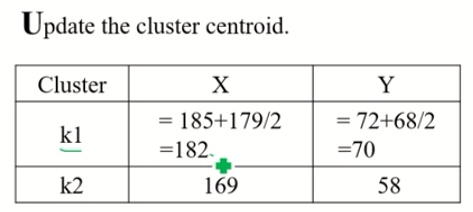 Update the cluster centroid.
Cluster X Y
k1 = 185+179/2 = 72+68/2
=182 =70
k2 169 58